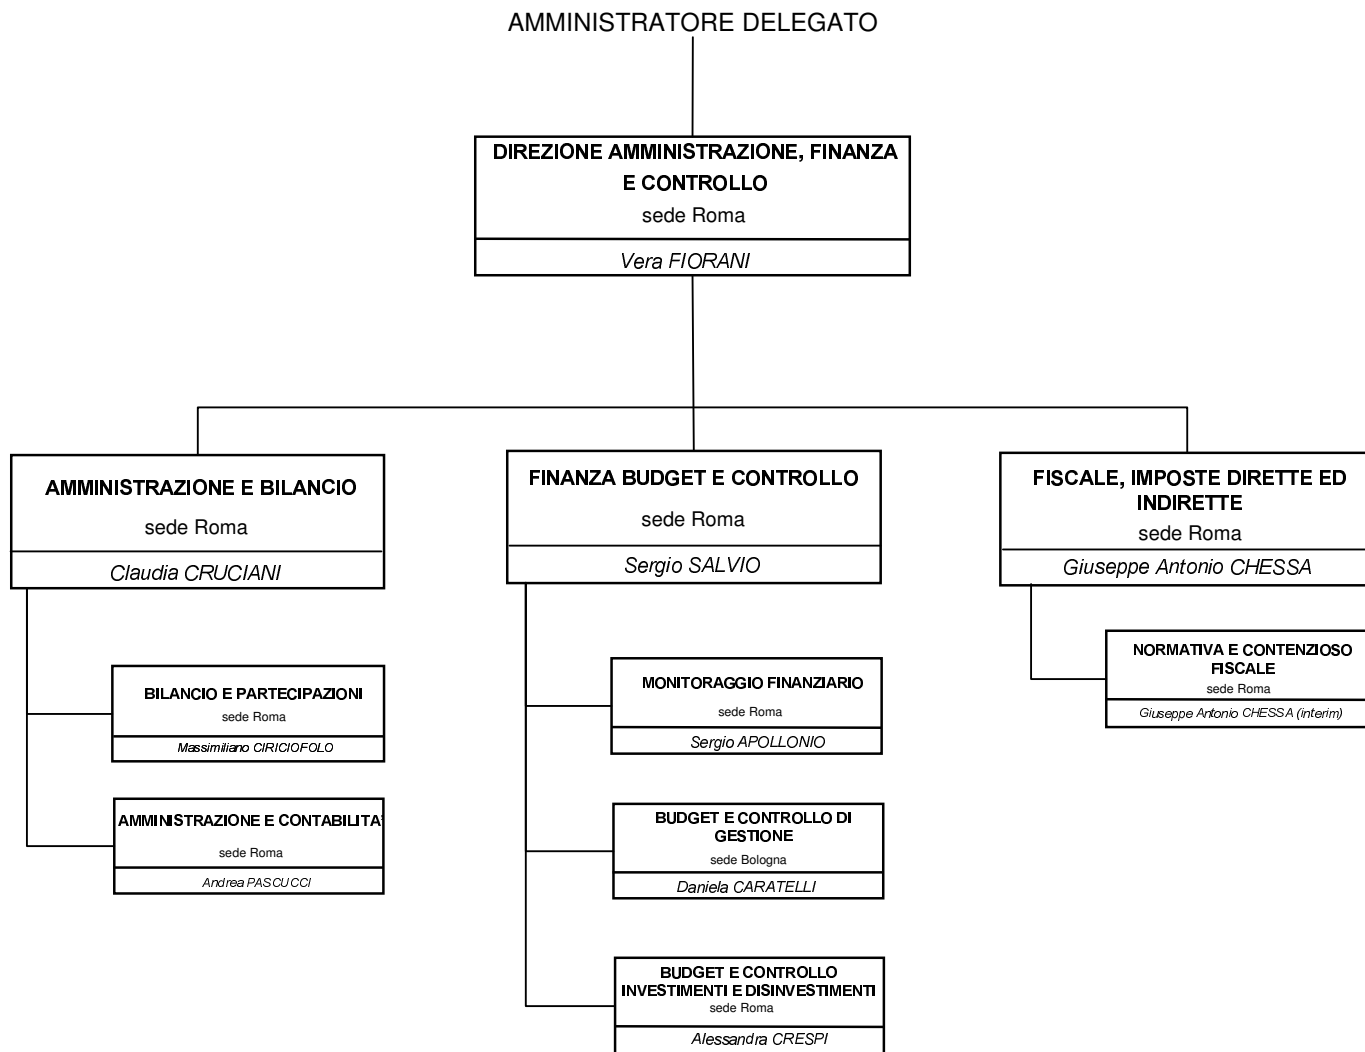 AMMINISTRATORE DELEGATO
DIREZIONE AMMINISTRAZIONE, FINANZA
E CONTROLLO
sede Roma
Vera FIORANI
AMMINISTRAZIONE E BILANCIO
sede Roma
Claudia CRUCIANI
BILANCIO E PARTECIPAZIONI
sede Roma
Massimiliano CIRICIOFOLO
AMMINISTRAZIONE E CONTABILITA'
sede Roma
Andrea PASCUCCI
FINANZA BUDGET E CONTROLLO
sede Roma
Sergio SALVIO
MONITORAGGIO FINANZIARIO
sede Roma
Sergio APOLLONIO
BUDGET E CONTROLLO DI
GESTIONE
sede Bologna
Daniela CARATELLI
BUDGET E CONTROLLO
INVESTIMENTI E DISINVESTIMENTI
sede Roma
Alessandra CRESPI
FISCALE, IMPOSTE DIRETTE ED
INDIRETTE
sede Roma
Giuseppe Antonio CHESSA
NORMATIVA E CONTENZIOSO
FISCALE
sede Roma
Giuseppe Antonio CHESSA (interim)